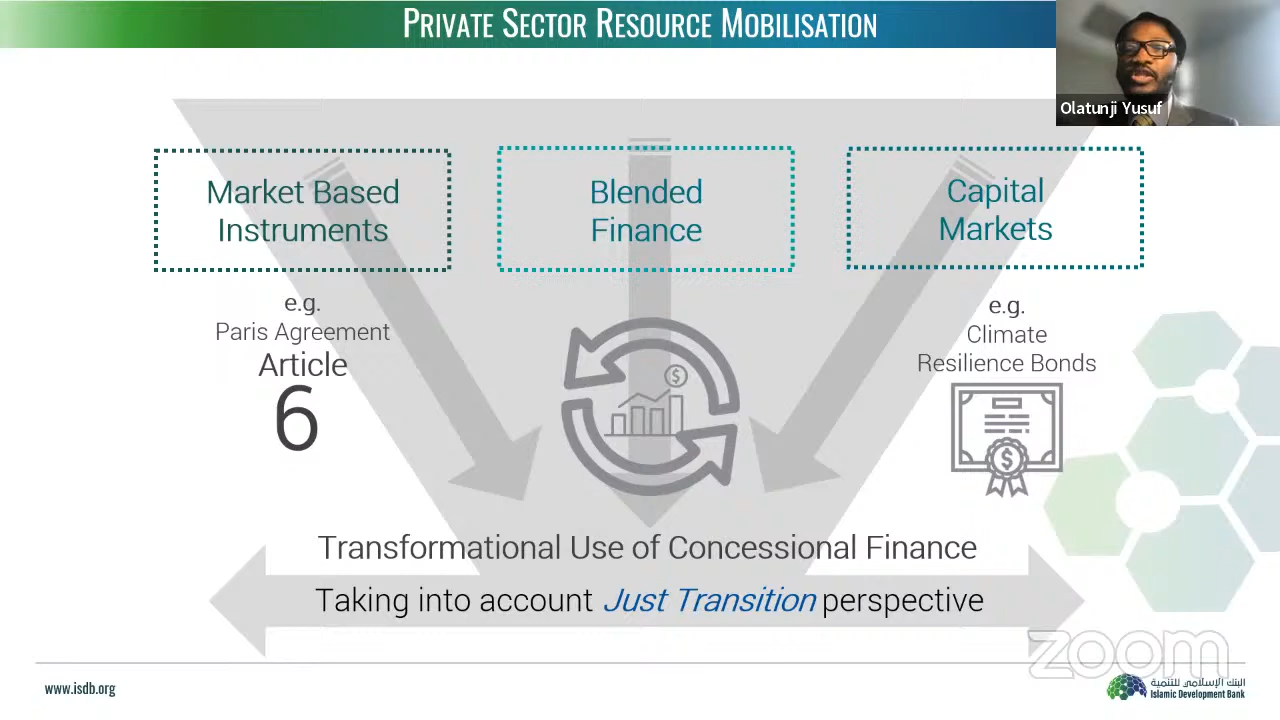 PRIVATE SECTOR RESOURCE MOBILISATION
Olatunji Yusuf
Market Based
Instruments
Blended
Finance
Capital
Markets
e.g.
Paris Agreement
Article
6
e.g.
Climate
Resilience Bonds
$
$
Transformational Use of Concessional Finance
Taking into account Just Transition perspective
zoom
www.isdb.org
البنك الإسلامي للتنمية
Islamic Development Bank